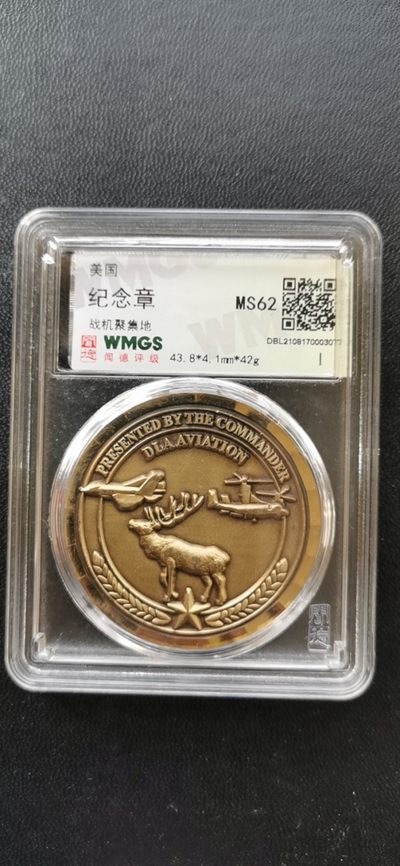 美国
纪念章
MS62
战机聚集地
DBL2108170003077
WMGS
闻德评级
43.8*4.1mm*42g
PRESENTED BY THE COMMANDER
DLA AVIATION